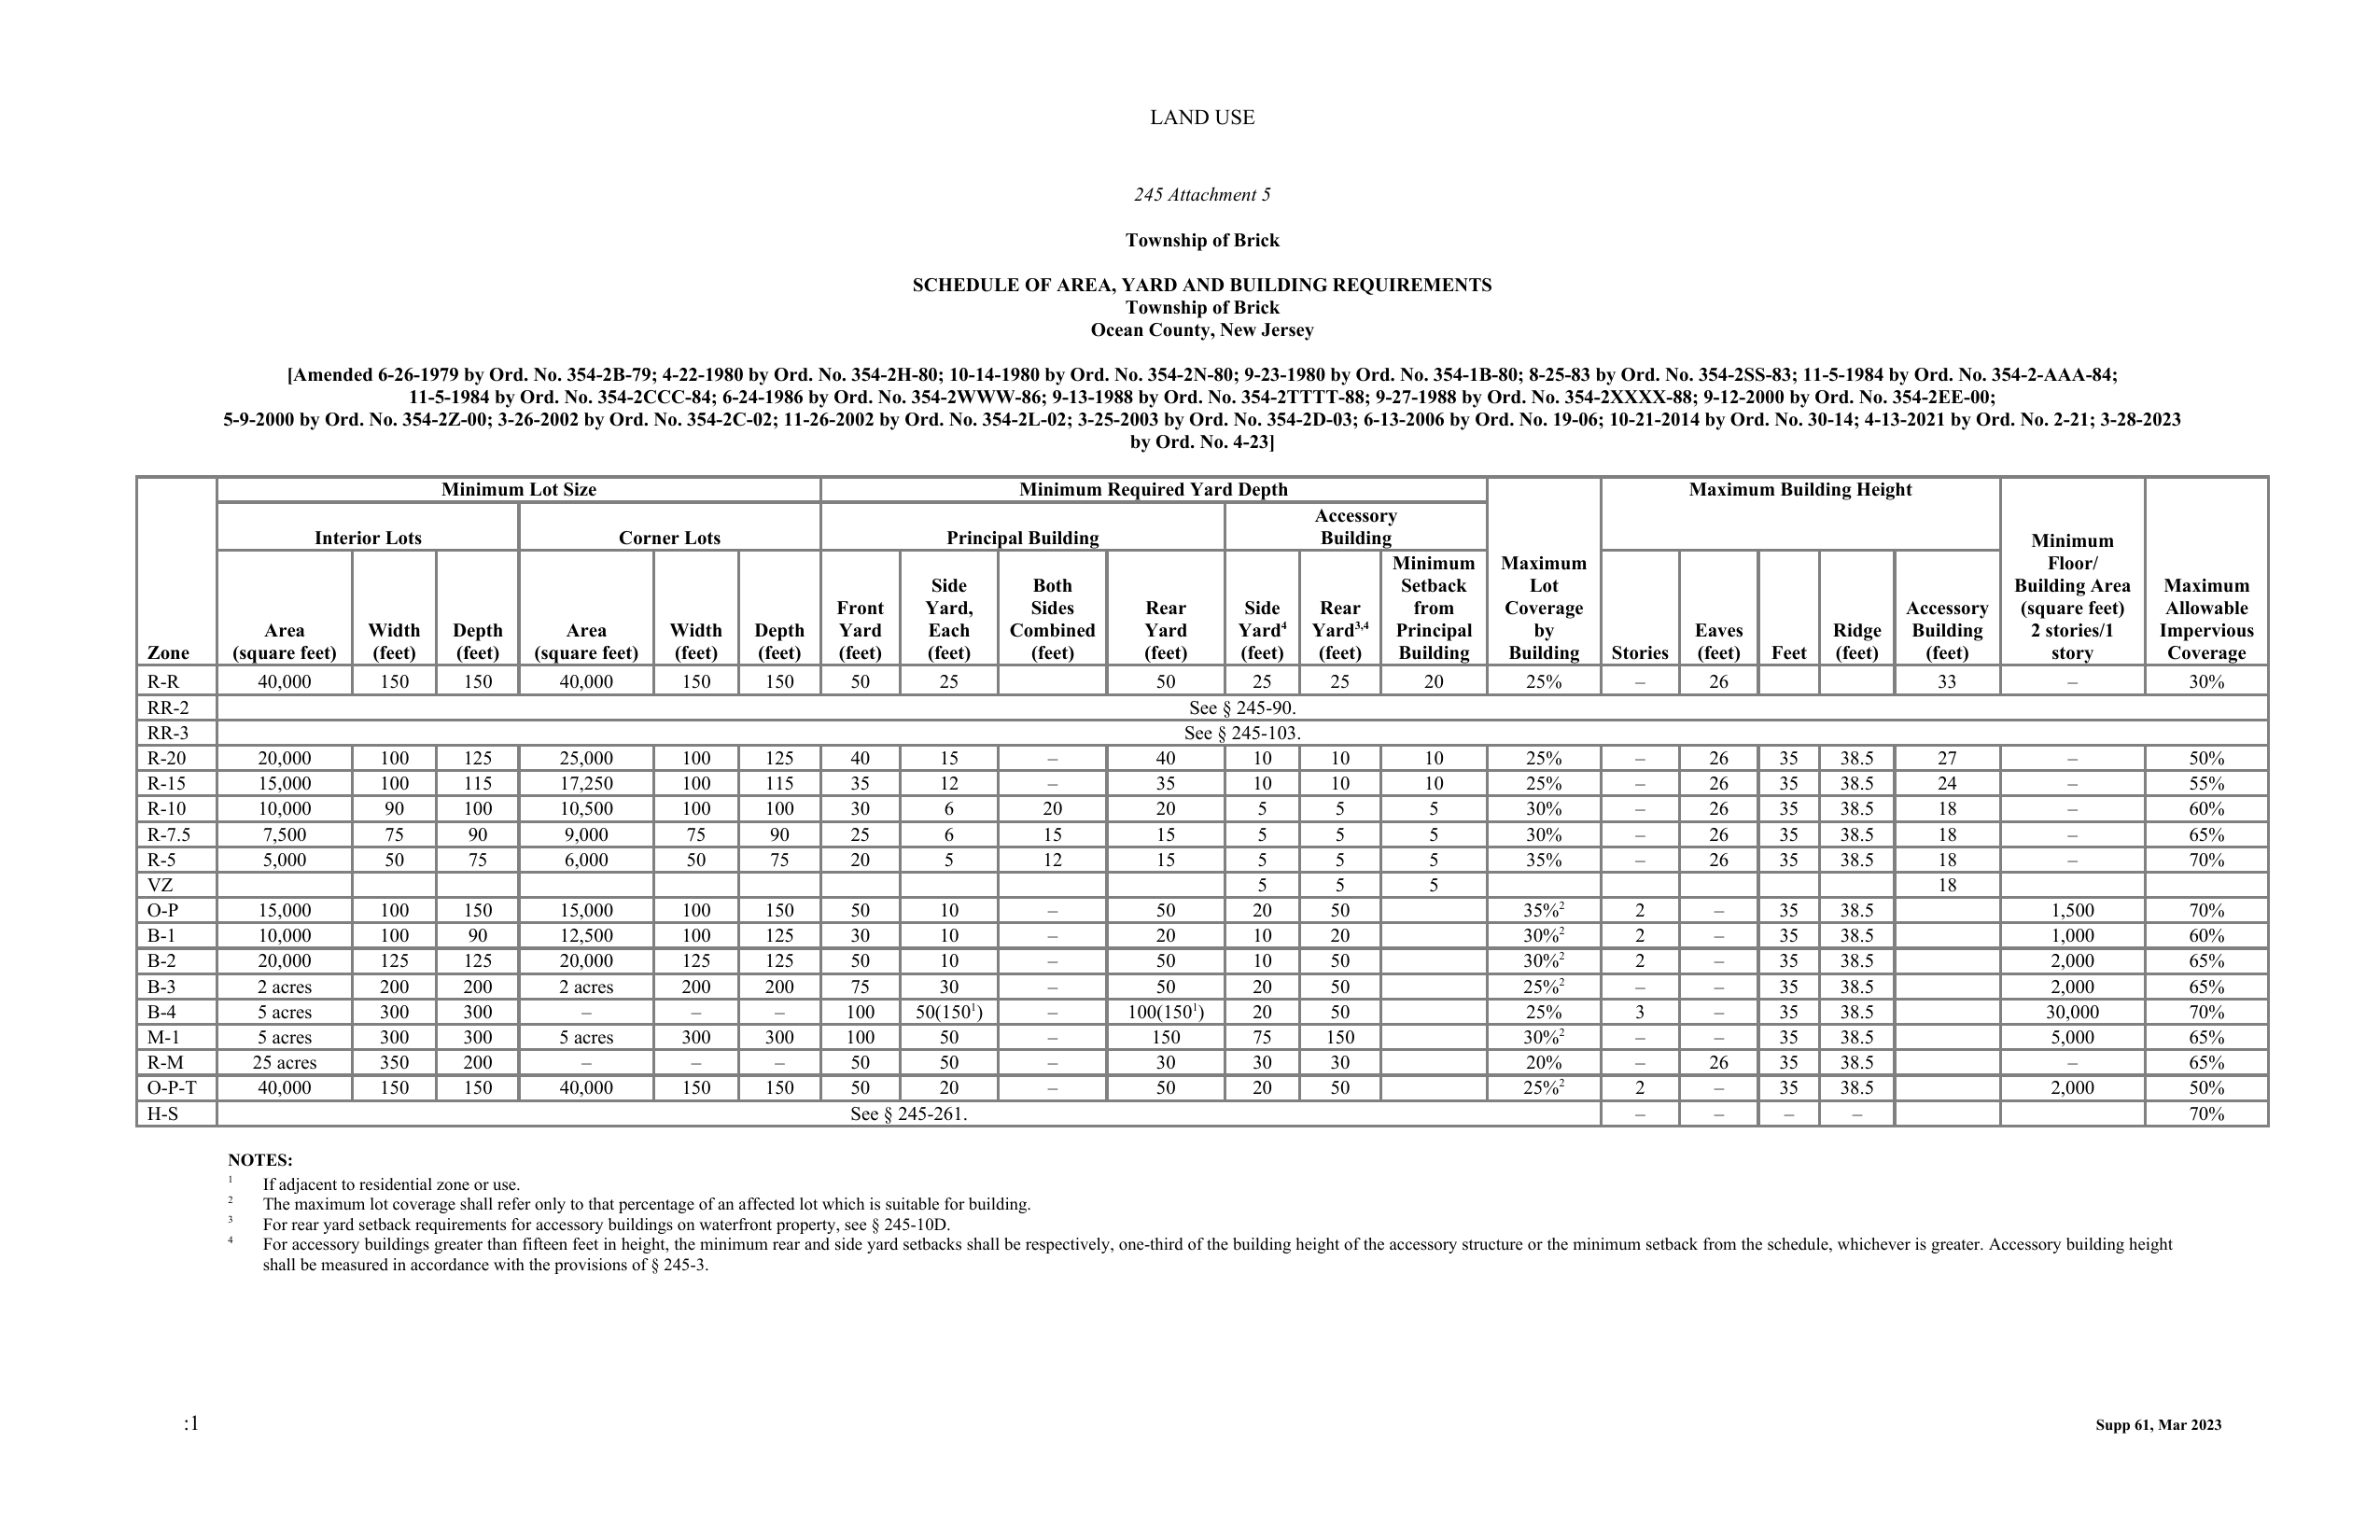 LAND USE
245 Attachment 5
Township of Brick
SCHEDULE OF AREA, YARD AND BUILDING REQUIREMENTS
Township of Brick
Ocean County, New Jersey
[Amended 6-26-1979 by Ord. No. 354-2B-79; 4-22-1980 by Ord. No. 354-2H-80; 10-14-1980 by Ord. No. 354-2N-80; 9-23-1980 by Ord. No. 354-1B-80; 8-25-83 by Ord. No. 354-2SS-83; 11-5-1984 by Ord. No. 354-2-AAA-84;
11-5-1984 by Ord. No. 354-2CCC-84; 6-24-1986 by Ord. No. 354-2WWW-86; 9-13-1988 by Ord. No. 354-2TTTT-88; 9-27-1988 by Ord. No. 354-2XXXX-88; 9-12-2000 by Ord. No. 354-2EE-00;
5-9-2000 by Ord. No. 354-2Z-00; 3-26-2002 by Ord. No. 354-2C-02; 11-26-2002 by Ord. No. 354-2L-02; 3-25-2003 by Ord. No. 354-2D-03; 6-13-2006 by Ord. No. 19-06; 10-21-2014 by Ord. No. 30-14; 4-13-2021 by Ord. No. 2-21; 3-28-2023
by Ord. No. 4-23]
Minimum Lot Size Minimum Required Yard Depth Maximum Building Height
Interior Lots Corner Lots Principal Building Accessory Building
Zone Area (square feet) Width (feet) Depth (feet) Area (square feet) Width (feet) Depth (feet) Front Yard (feet) Side Yard, Each (feet) Both Sides Combined (feet) Rear Yard (feet) Side Yard4 (feet) Rear Yard3,4 (feet) Minimum Setback from Principal Building Maximum Lot Coverage by Building Stories Eaves (feet) Feet Ridge (feet) Accessory Building (feet) Minimum Floor/ Building Area (square feet) 2 stories/1 story Maximum Allowable Impervious Coverage
R-R 40,000 150 150 40,000 150 150 50 25 50 25 25 20 25% – 26 33 – 30%
RR-2 See § 245-90.
RR-3 See § 245-103.
R-20 20,000 100 125 25,000 100 125 40 15 – 40 10 10 10 25% – 26 35 38.5 27 – 50%
R-15 15,000 100 115 17,250 100 115 35 12 – 35 10 10 10 25% – 26 35 38.5 24 – 55%
R-10 10,000 90 100 10,500 100 100 30 6 20 20 5 5 5 30% – 26 35 38.5 18 – 60%
R-7.5 7,500 75 90 9,000 75 90 25 6 15 15 5 5 5 30% – 26 35 38.5 18 – 65%
R-5 5,000 50 75 6,000 50 75 20 5 12 15 5 5 5 35% – 26 35 38.5 18 – 70%
VZ 5 5 5 18
O-P 15,000 100 150 15,000 100 150 50 10 – 50 20 50 35%2 2 – 35 38.5 1,500 70%
B-1 10,000 100 90 12,500 100 125 30 10 – 20 10 20 30%2 2 – 35 38.5 1,000 60%
B-2 20,000 125 125 20,000 125 125 50 10 – 50 10 50 30%2 2 – 35 38.5 2,000 65%
B-3 2 acres 200 200 2 acres 200 200 75 30 – 50 20 50 25%2 – – 35 38.5 2,000 65%
B-4 5 acres 300 300 – – – 100 50(1501) – 100(1501) 20 50 25% 3 – 35 38.5 30,000 70%
M-1 5 acres 300 300 5 acres 300 300 100 50 – 150 75 150 30%2 – – 35 38.5 5,000 65%
R-M 25 acres 350 200 – – – 50 50 – 30 30 30 20% – 26 35 38.5 – 65%
O-P-T 40,000 150 150 40,000 150 150 50 20 – 50 20 50 25%2 2 – 35 38.5 2,000 50%
H-S See § 245-261. – – – – 70%
NOTES:
1 If adjacent to residential zone or use.
2 The maximum lot coverage shall refer only to that percentage of an affected lot which is suitable for building.
3 For rear yard setback requirements for accessory buildings on waterfront property, see § 245-10D.
4 For accessory buildings greater than fifteen feet in height, the minimum rear and side yard setbacks shall be respectively, one-third of the building height of the accessory structure or the minimum setback from the schedule, whichever is greater. Accessory building height
shall be measured in accordance with the provisions of § 245-3.
:1 Supp 61, Mar 2023